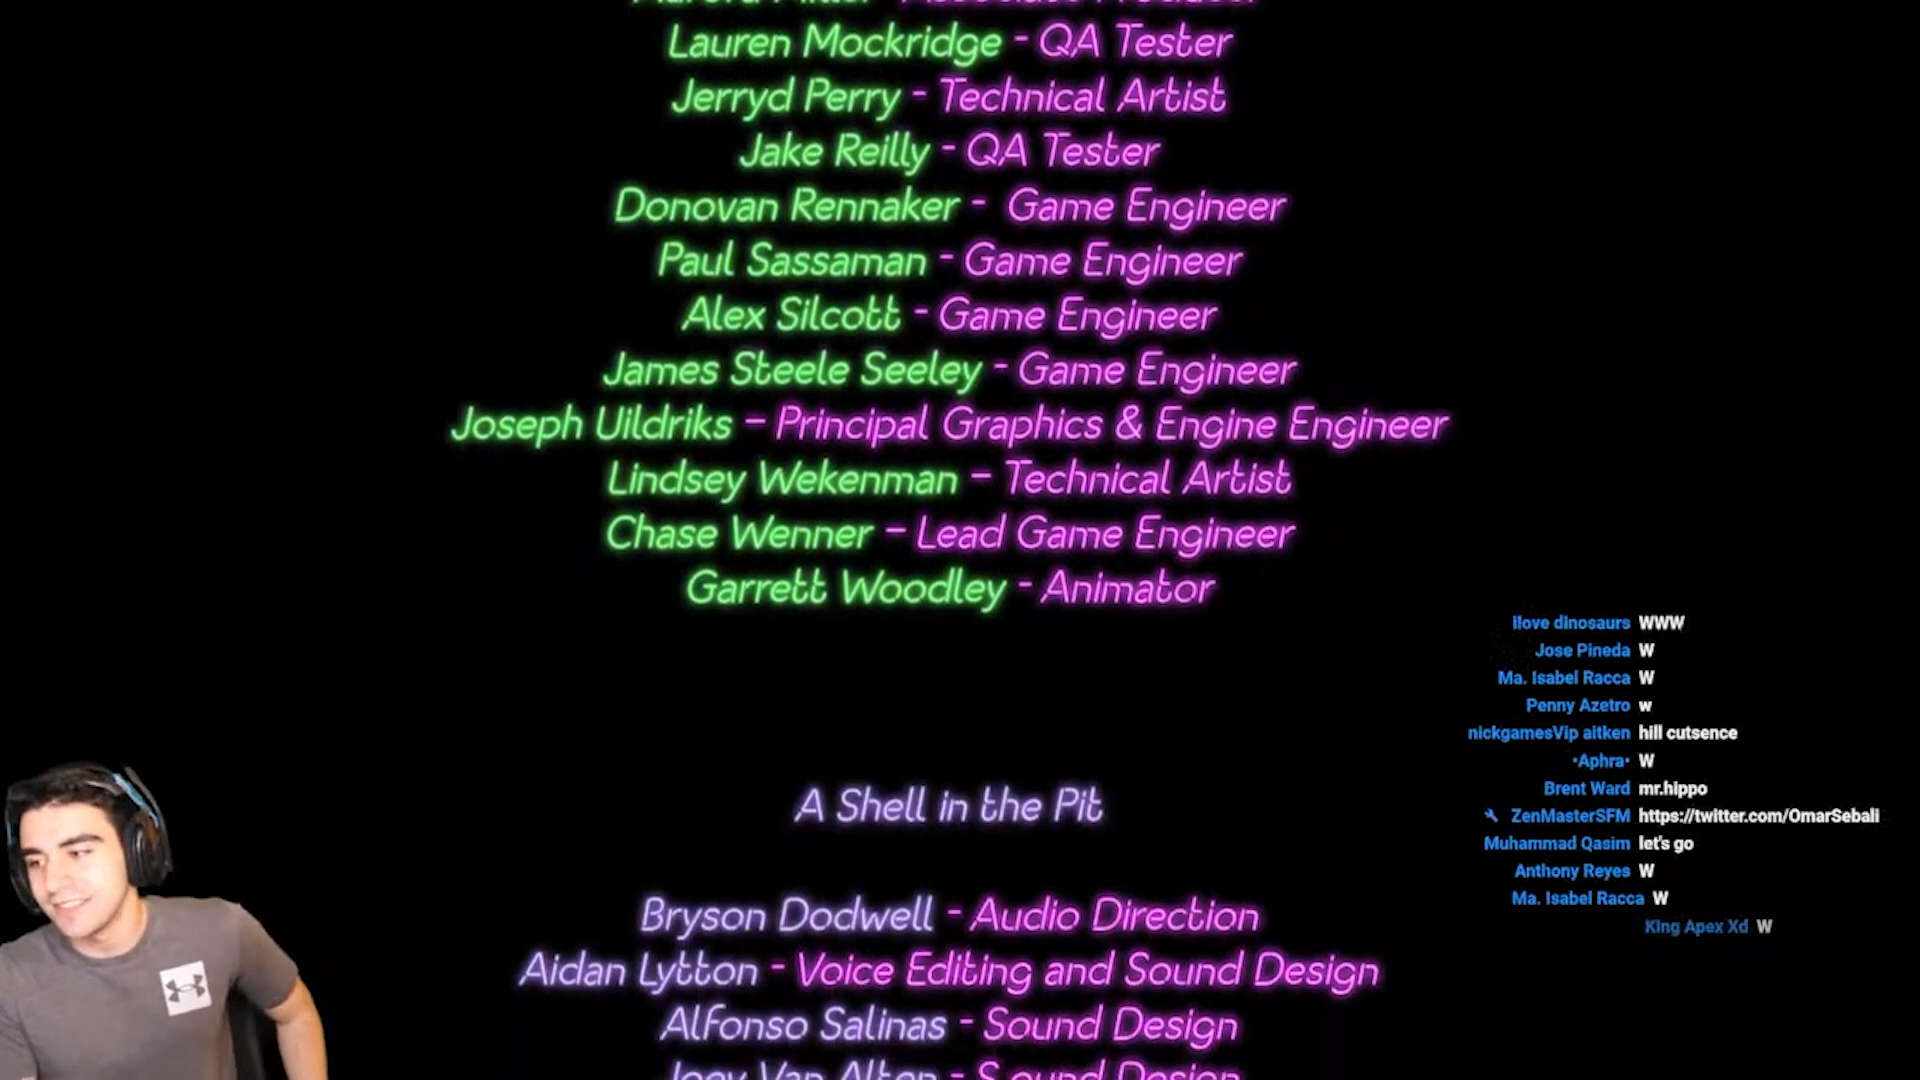 Lauren Mockridge - QA Tester
Jerryd Perry - Technical Artist
Jake Reilly - QA Tester
Donovan Rennaker - Game Engineer
Paul Sassaman - Game Engineer
Alex Silcott - Game Engineer
James Steele Seeley - Game Engineer
Joseph Uildriks – Principal Graphics & Engine Engineer
Lindsey Wekenman – Technical Artist
Chase Wenner – Lead Game Engineer
Garrett Woodley - Animator
A Shell in the Pit
Bryson Dodwell - Audio Direction
Aidan Lytton - Voice Editing and Sound Design
Alfonso Salinas - Sound Design
Joey Van Alten - Sound Design
ilove dinosaurs WWW
Jose Pineda W
Ma. Isabel Racca W
Penny Azetro w
nickgamesVip aitken hill cutsence
•Aphra• W
Brent Ward mr.hippo
ZenMasterSFM https://twitter.com/OmarSebali
Muhammad Qasim let's go
Anthony Reyes W
Ma. Isabel Racca W
King Apex Xd W